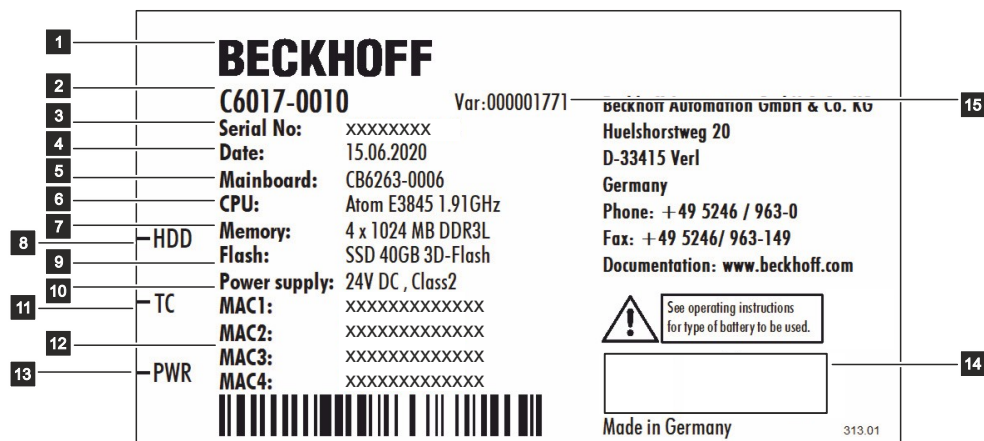 1
BECKHOFF
2
C6017-0010
Var:000001771
15
3
Serial No: XXXXXXXX
4
Date: 15.06.2020
5
Mainboard: CB6263-0006
6
CPU: Atom E3845 1.91GHz
7
Memory: 4 x 1024 MB DDR3L
8
HDD
9
Flash: SSD 40GB 3D-Flash
10
Power supply: 24V DC , Class2
11
TC
MAC1: XXXXXXXXXXXXX
MAC2: XXXXXXXXXXXXX
12
MAC3: XXXXXXXXXXXXX
13
PWR
MAC4: XXXXXXXXXXXXX
Beckhoff Automation GmbH & Co. KG
Huelshorstweg 20
D-33415 Verl
Germany
Phone: +49 5246 / 963-0
Fax: +49 5246/ 963-149
Documentation: www.beckhoff.com
See operating instructions
for type of battery to be used.
14
Made in Germany
313.01